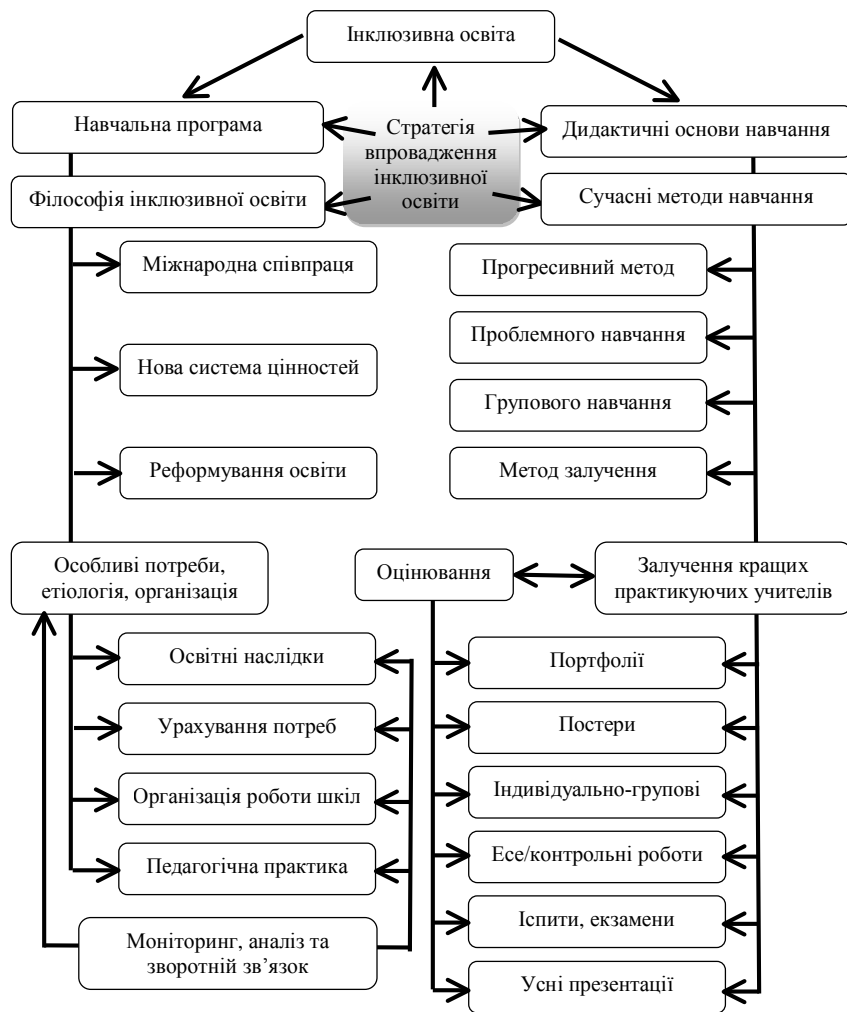 Інклюзивна освіта
Навчальна програма
Стратегія
впровадження
інклюзивної
освіти
Дидактичні основи навчання
Філософія інклюзивної освіти
Сучасні методи навчання
Міжнародна співпраця
Прогресивний метод
Проблемного навчання
Нова система цінностей
Групового навчання
Реформування освіти
Метод залучення
Особливі потреби,
етіологія, організація
Оцінювання
Залучення кращих
практикуючих учителів
Освітні наслідки
Портфолії
Урахування потреб
Постери
Організація роботи шкіл
Індивідуально-групові
Педагогічна практика
Есе/контрольні роботи
Моніторинг, аналіз та
зворотній зв’язок
Іспити, екзамени
Усні презентації